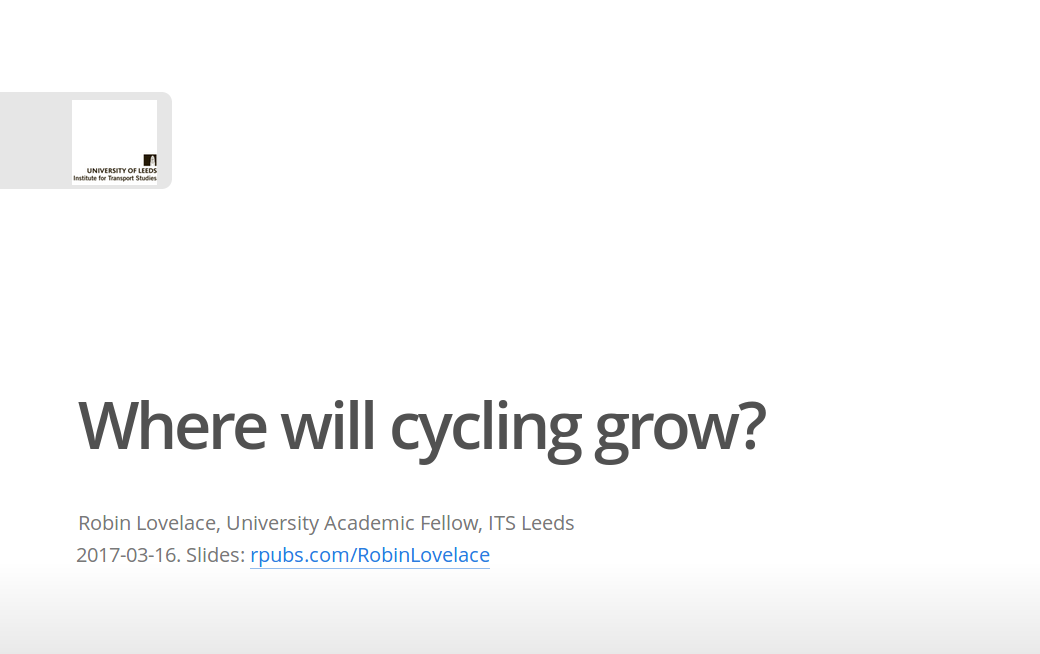 UNIVERSITY OF LEEDS
Institute for Transport Studies
Where will cycling grow?
Robin Lovelace, University Academic Fellow, ITS Leeds
2017-03-16. Slides: rpubs.com/RobinLovelace